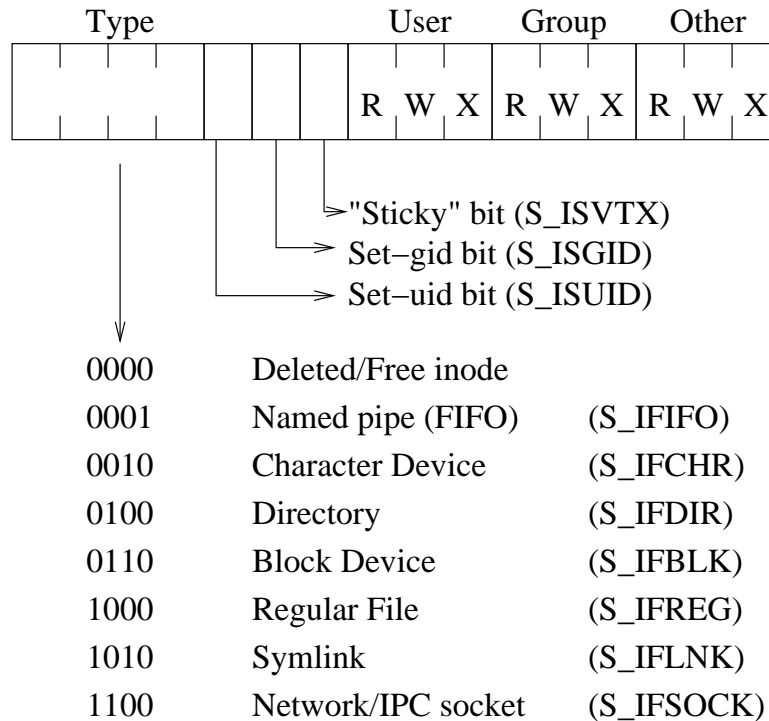 Type User Group Other
R W X R W X R W X
"Sticky" bit (S_ISVTX)
Set−gid bit (S_ISGID)
Set−uid bit (S_ISUID)
0000 Deleted/Free inode
0001 Named pipe (FIFO) (S_IFIFO)
0010 Character Device (S_IFCHR)
0100 Directory (S_IFDIR)
0110 Block Device (S_IFBLK)
1000 Regular File (S_IFREG)
1010 Symlink (S_IFLNK)
1100 Network/IPC socket (S_IFSOCK)